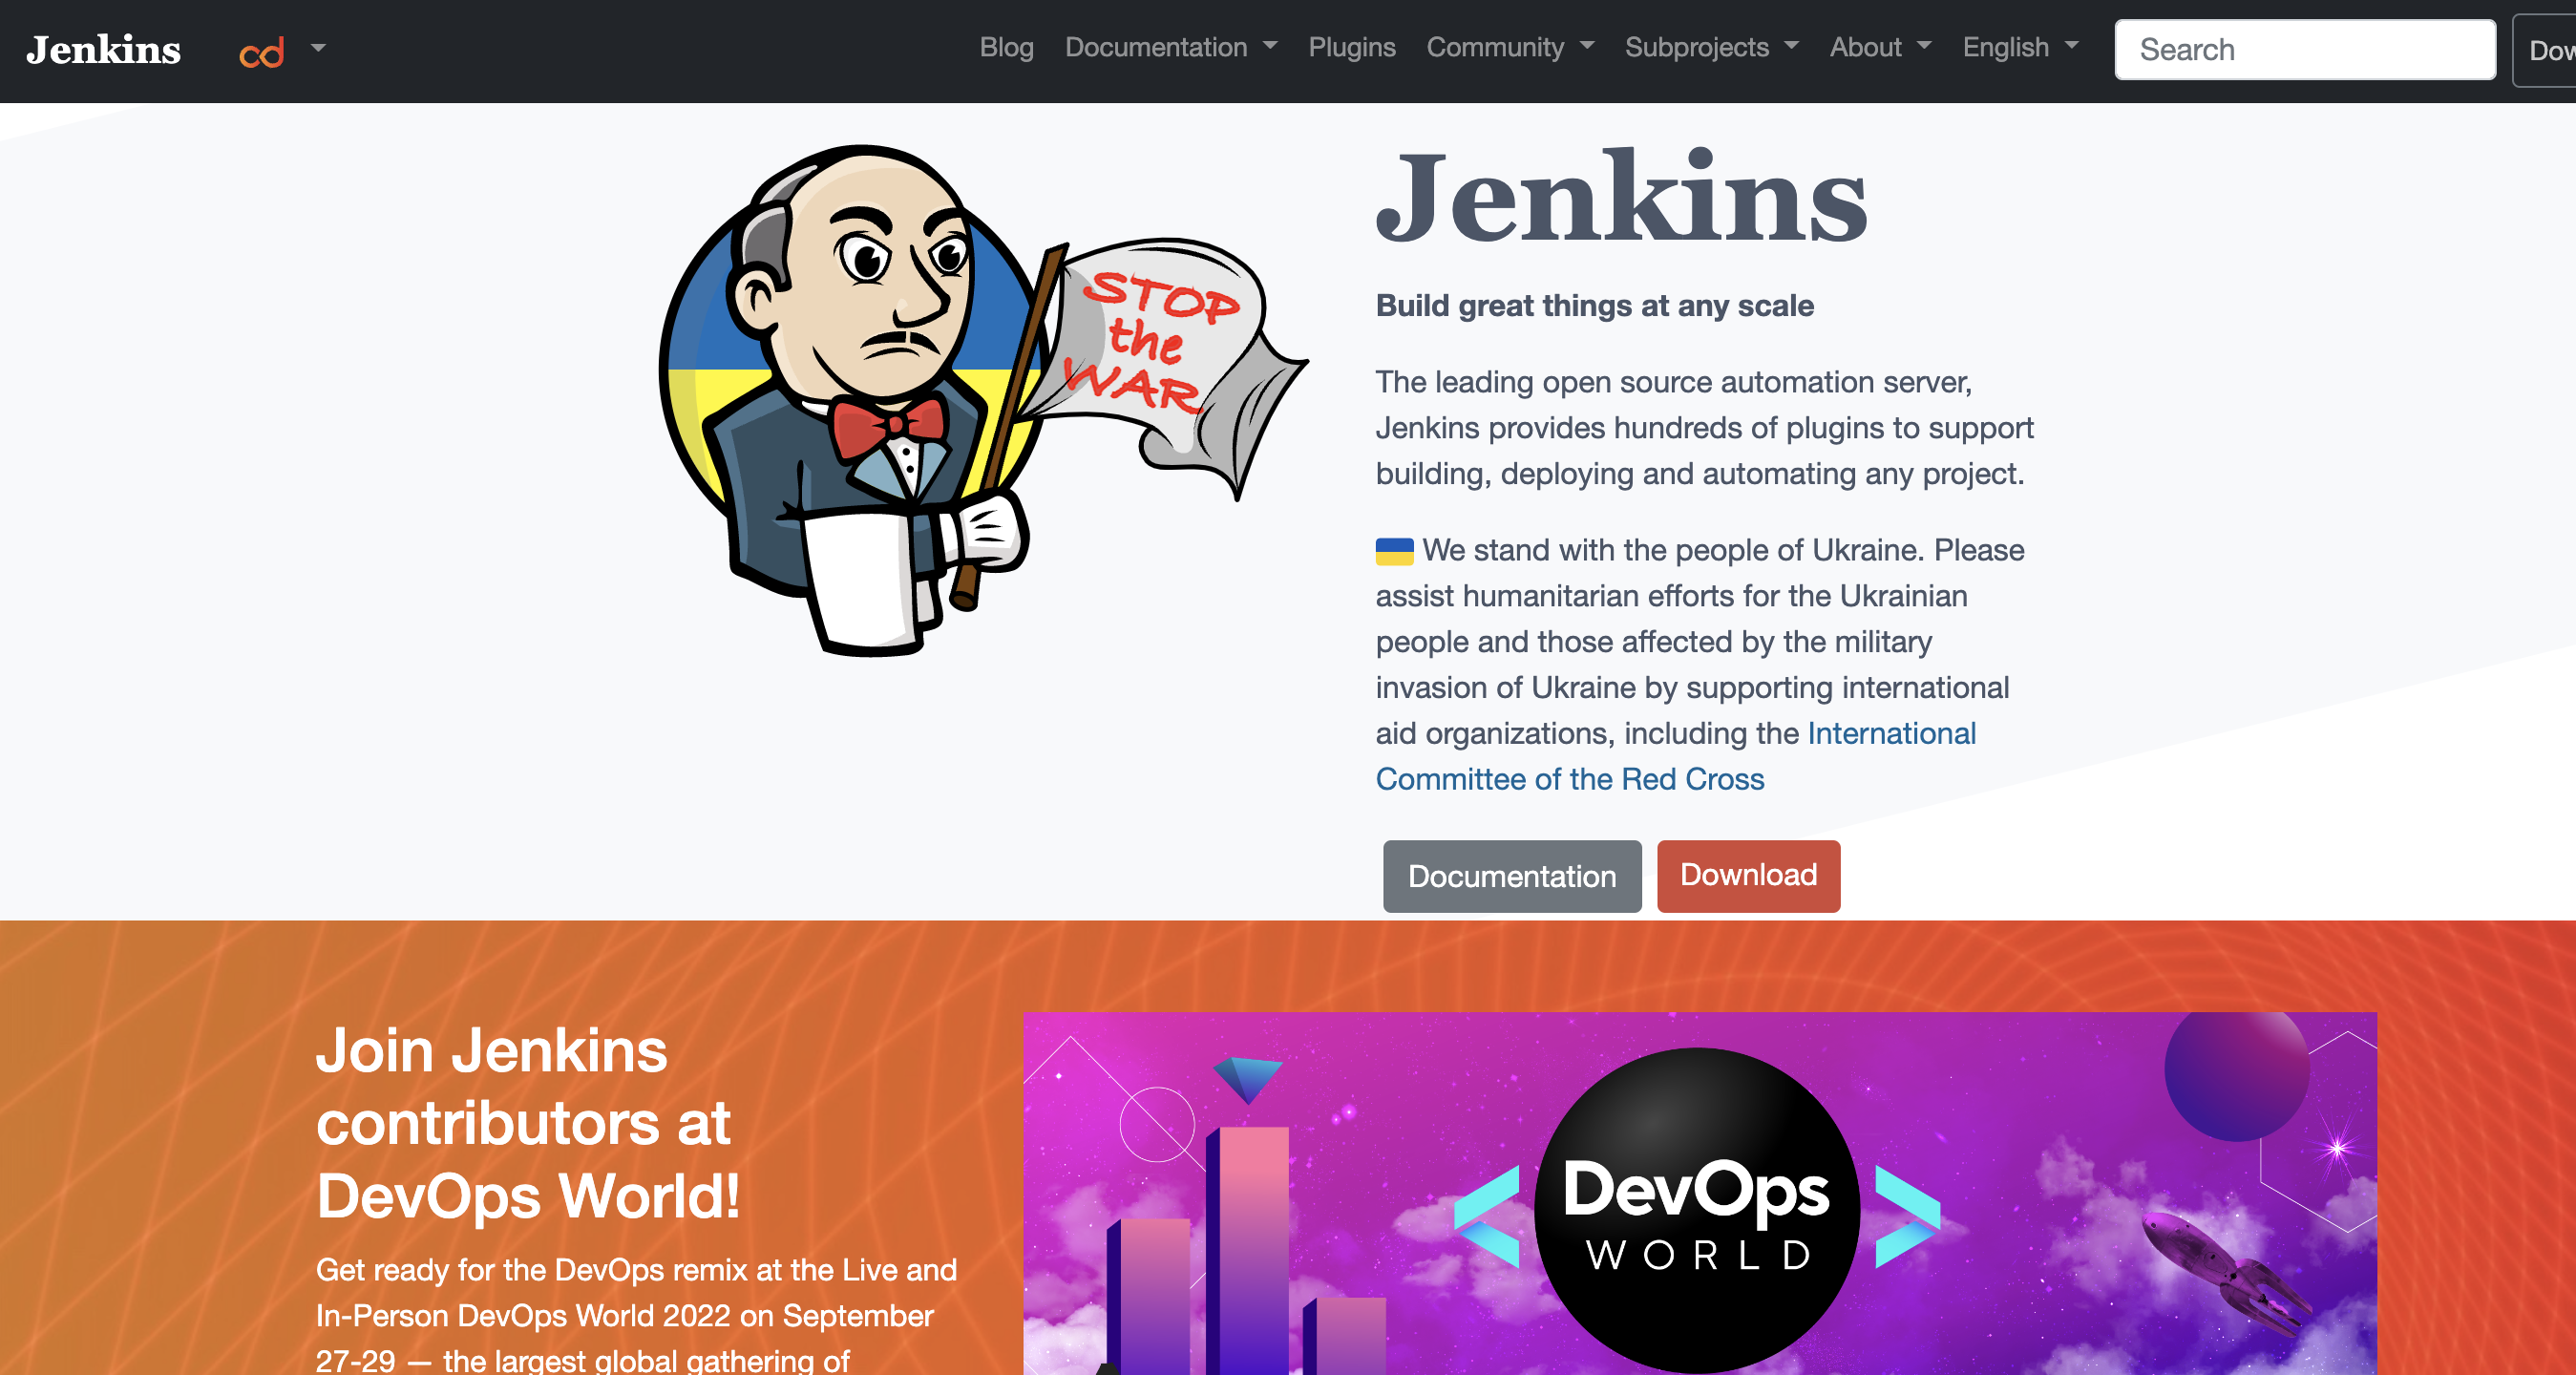 Jenkins
cd
Blog
Documentation
Plugins
Community
Subprojects
About
English
Search
Dow
STOP
the
WAR
Jenkins
Build great things at any scale
The leading open source automation server,
Jenkins provides hundreds of plugins to support
building, deploying and automating any project.
We stand with the people of Ukraine. Please
assist humanitarian efforts for the Ukrainian
people and those affected by the military
invasion of Ukraine by supporting international
aid organizations, including the International
Committee of the Red Cross
Documentation
Download
Join Jenkins
contributors at
DevOps World!
Get ready for the DevOps remix at the Live and
In-Person DevOps World 2022 on September
27-29 — the largest global gathering of
DevOps
WORLD